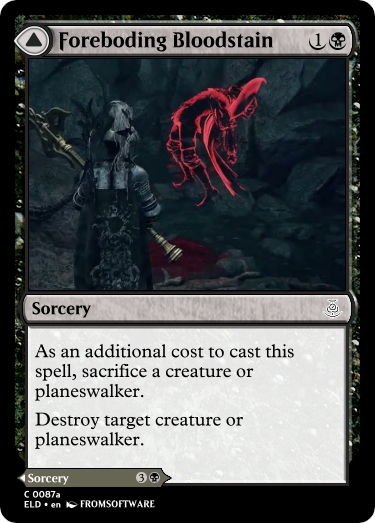 Foreboding Bloodstain 1
Sorcery
As an additional cost to cast this
spell, sacrifice a creature or
planeswalker.
Destroy target creature or
planeswalker.
Sorcery 3
C 0087a
ELD • en FROMSOFTWARE